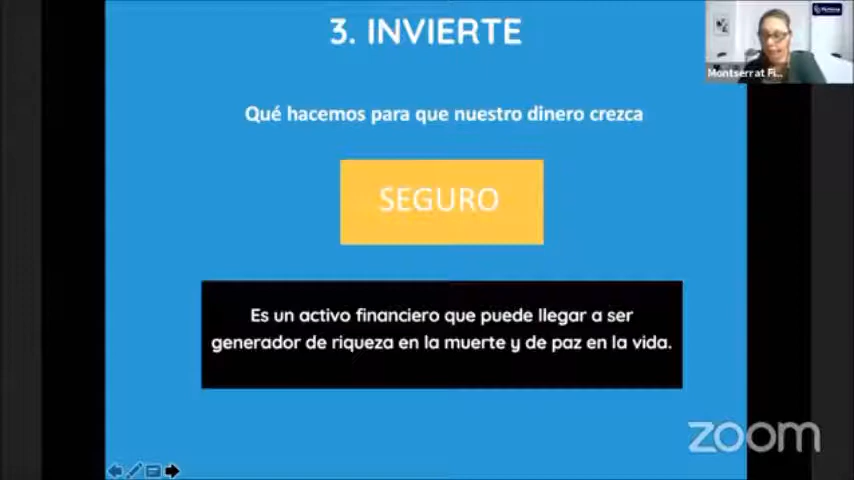 3. INVIERTE
Qué hacemos para que nuestro dinero crezca
SEGURO
Es un activo financiero que puede llegar a ser
generador de riqueza en la muerte y de paz en la vida.
Montserrat Fi...
zoom